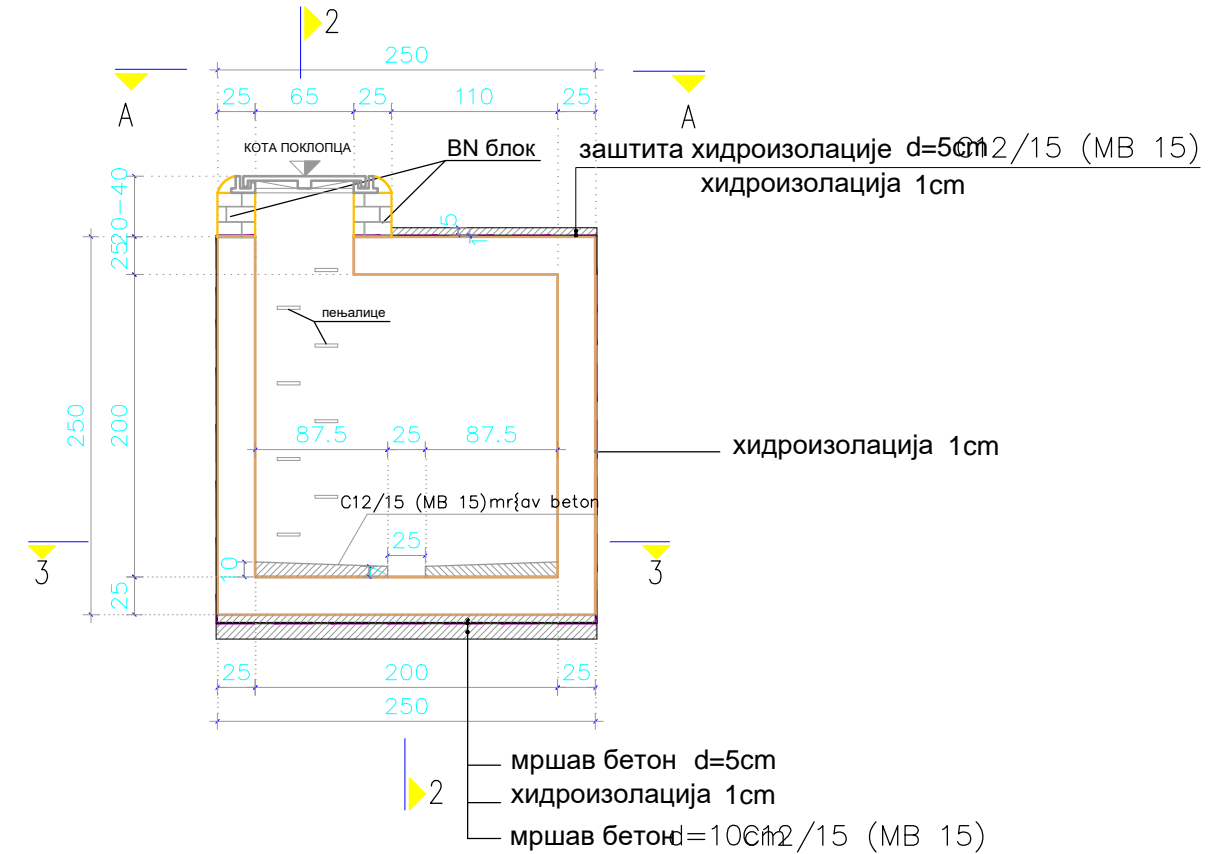 2
250
A
A
25 65 25 110 25
КОТА ПОКЛОПЦА
BN блок
заштита хидроизолације d=5cm C12/15 (MB 15)
хидроизолација 1cm
20-40
5
1
25
пењалице
250
200
87.5 25 87.5
хидроизолација 1cm
C12/15 (MB 15)mr{av beton
25
3
3
10
25
25 200 25
250
2
мршав бетон d=5cm
хидроизолација 1cm
мршав бетон d=10cm C12/15 (MB 15)